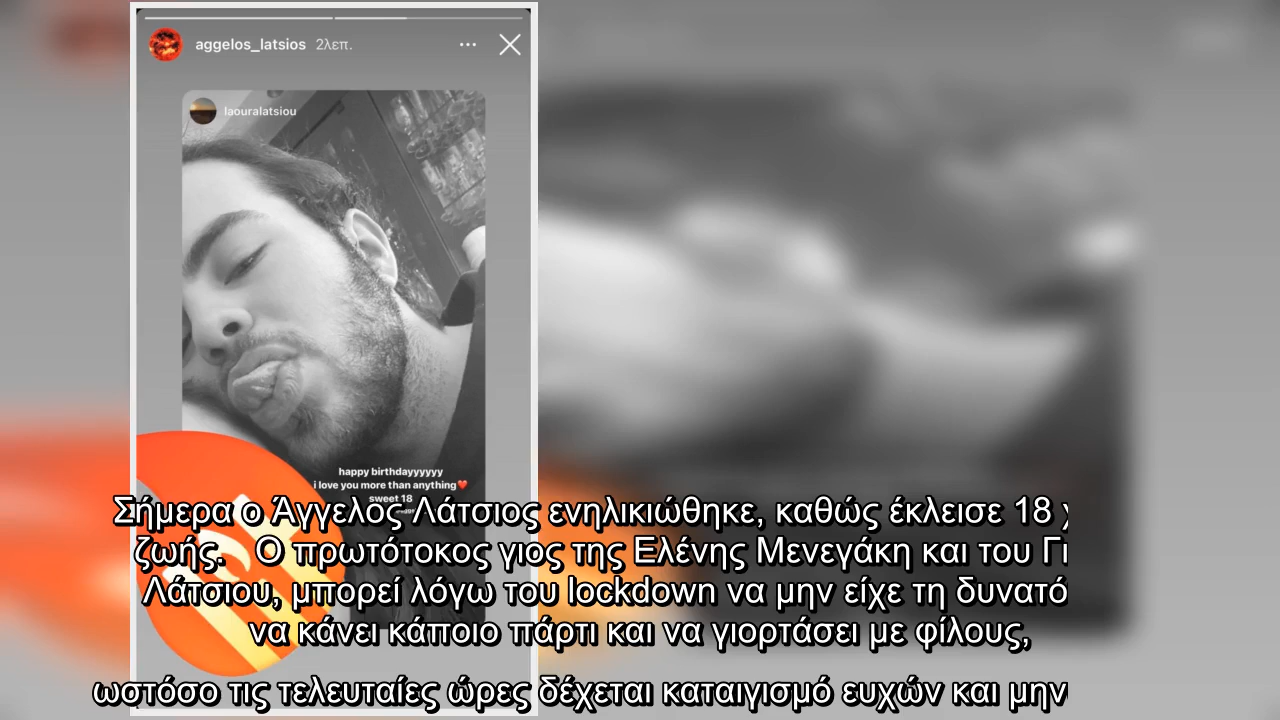 aggelos_latsios 2λεπ.
laouralatsiou
happy birthdayyyyyy
i love you more than anything❤️
sweet 18
Σήμερα ο Άγγελος Λάτσιος ενηλικιώθηκε, καθώς έκλεισε 18
ζωής. Ο πρωτότοκος γιος της Ελένης Μενεγάκη και του
Λάτσιου, μπορεί λόγω του lockdown να μην είχε τη
να κάνει κάποιο πάρτι και να γιορτάσει με φίλους,
ωστόσο τις τελευταίες ώρες δέχεται καταιγισμό ευχών και μην